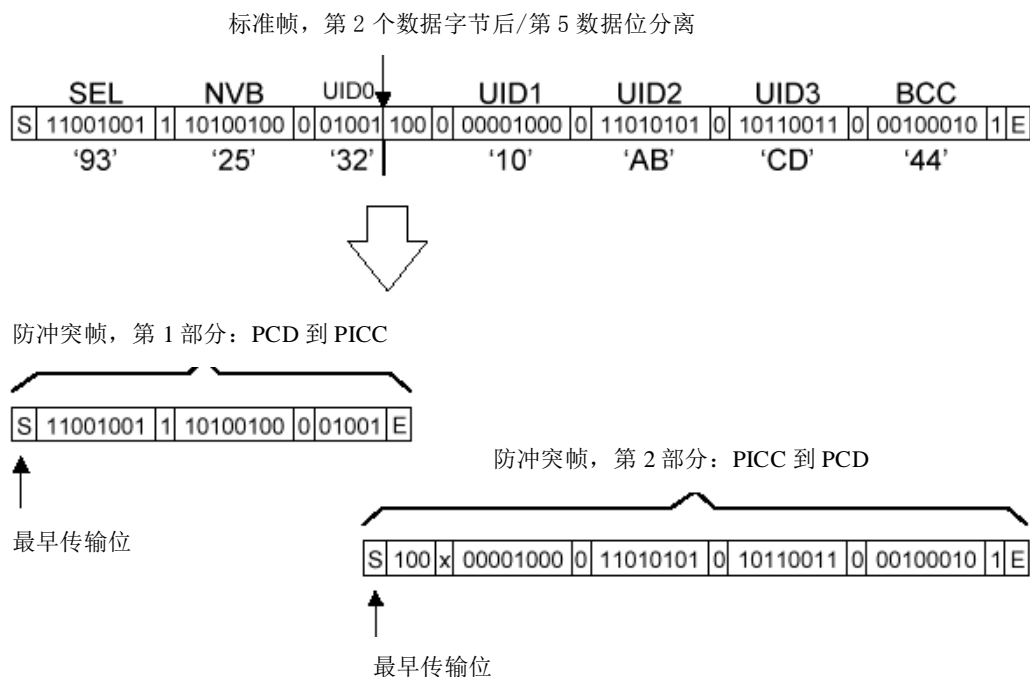 标准帧，第 2 个数据字节后/第 5 数据位分离
SEL NVB UID0 UID1 UID2 UID3 BCC
S 11001001 1 10100100 0 01001 100 0 00001000 0 11010101 0 10110011 0 00100010 1 E
‘93’ ‘25’ ‘32’ ‘10’ ‘AB’ ‘CD’ ‘44’
防冲突帧，第 1 部分：PCD 到 PICC
S 11001001 1 10100100 0 01001 E
最早传输位
防冲突帧，第 2 部分：PICC 到 PCD
S 100 x 00001000 0 11010101 0 10110011 0 00100010 1 E
最早传输位